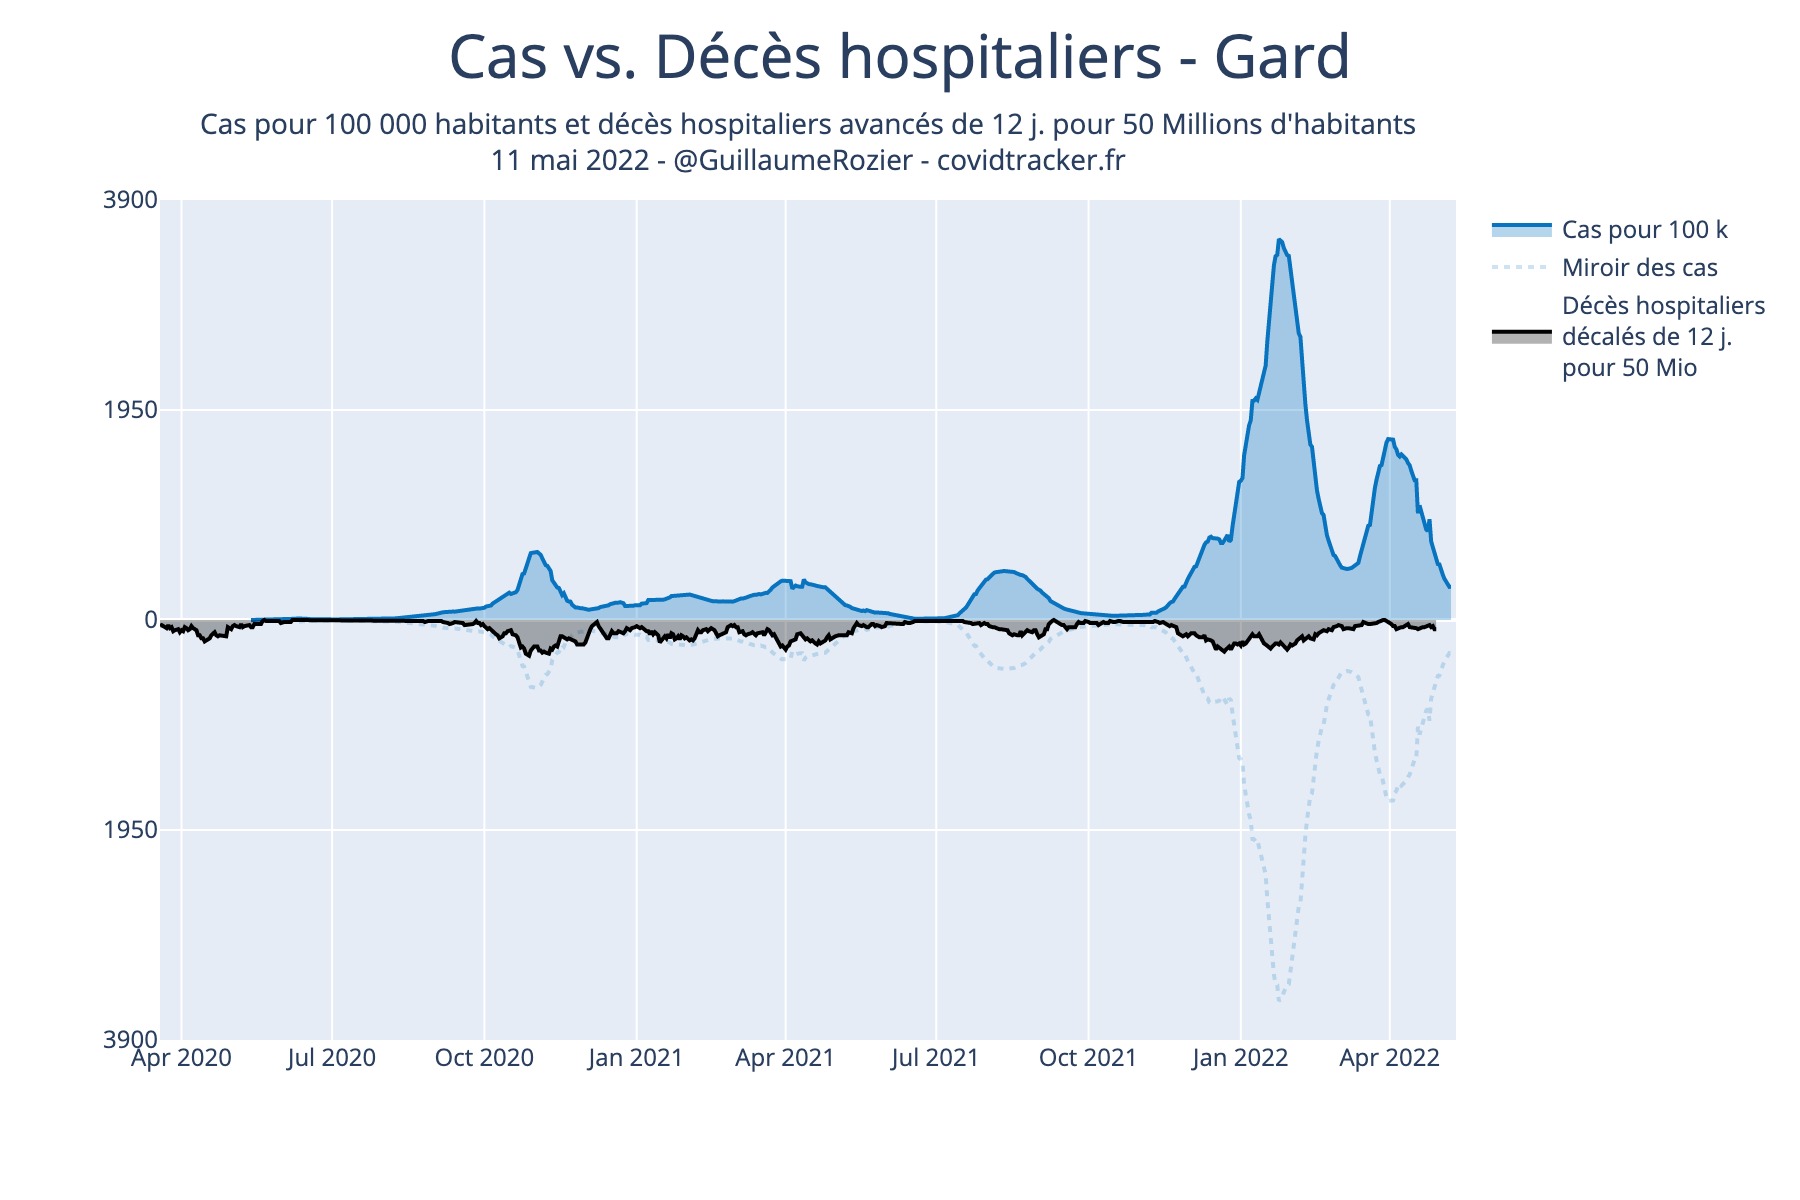 Cas vs. Décès hospitaliers - Gard
Cas pour 100 000 habitants et décès hospitaliers avancés de 12 j. pour 50 Millions d'habitants
11 mai 2022 - @GuillaumeRozier - covidtracker.fr
3900
1950
0
1950
3900
Apr 2020
Jul 2020
Oct 2020
Jan 2021
Apr 2021
Jul 2021
Oct 2021
Jan 2022
Apr 2022
Cas pour 100 k
Miroir des cas
Décès hospitaliers
décalés de 12 j.
pour 50 Mio